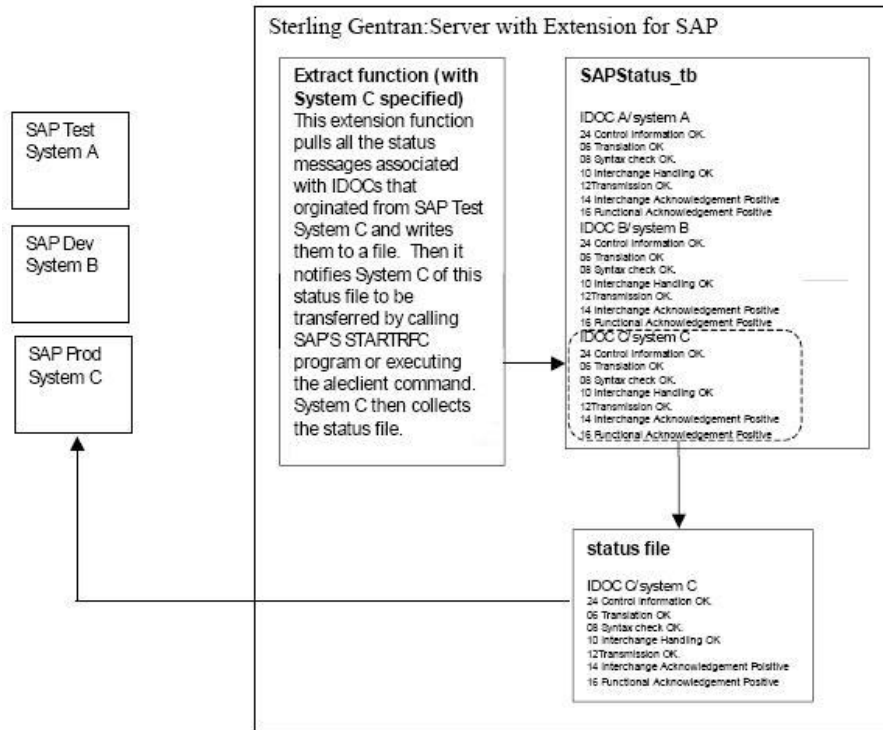 Sterling Gentran:Server with Extension for SAP
SAP Test
System A
SAP Dev
System B
SAP Prod
System C
Extract function (with
System C specified)
This extension function
pulls all the status
messages associated
with IDOCs that
orginated from SAP Test
System C and writes
them to a file. Then it
notifies System C of this
status file to be
transferred by calling
SAP'S STARTRFC
program or executing
the aleclient command.
System C then collects
the status file.
SAPStatus_tb
IDOC A/system A
24 Control Information OK.
06 Translation OK
08 Syntax check OK.
10 Interchange Handling OK
12Transmission OK.
14 Interchange Acknowledgement Positive
16 Functional Acknowledgement Positive
IDOC B/system B
24 Control Information OK.
06 Translation OK
08 Syntax check OK.
10 Interchange Handling OK
12Transmission OK.
14 Interchange Acknowledgement Positive
16 Functional Acknowledgement Positive
IDOC C/system C
24 Control Information OK.
06 Translation OK
08 Syntax check OK.
10 Interchange Handling OK
12Transmission OK.
14 Interchange Acknowledgement Positive
16 Functional Acknowledgement Positive
status file
IDOC C/system C
24 Control Information OK.
06 Translation OK
08 Syntax check OK.
10 Interchange Handling OK
12Transmission OK.
14 Interchange Acknowledgement Poisitive
16 Functional Acknowledgement Positive